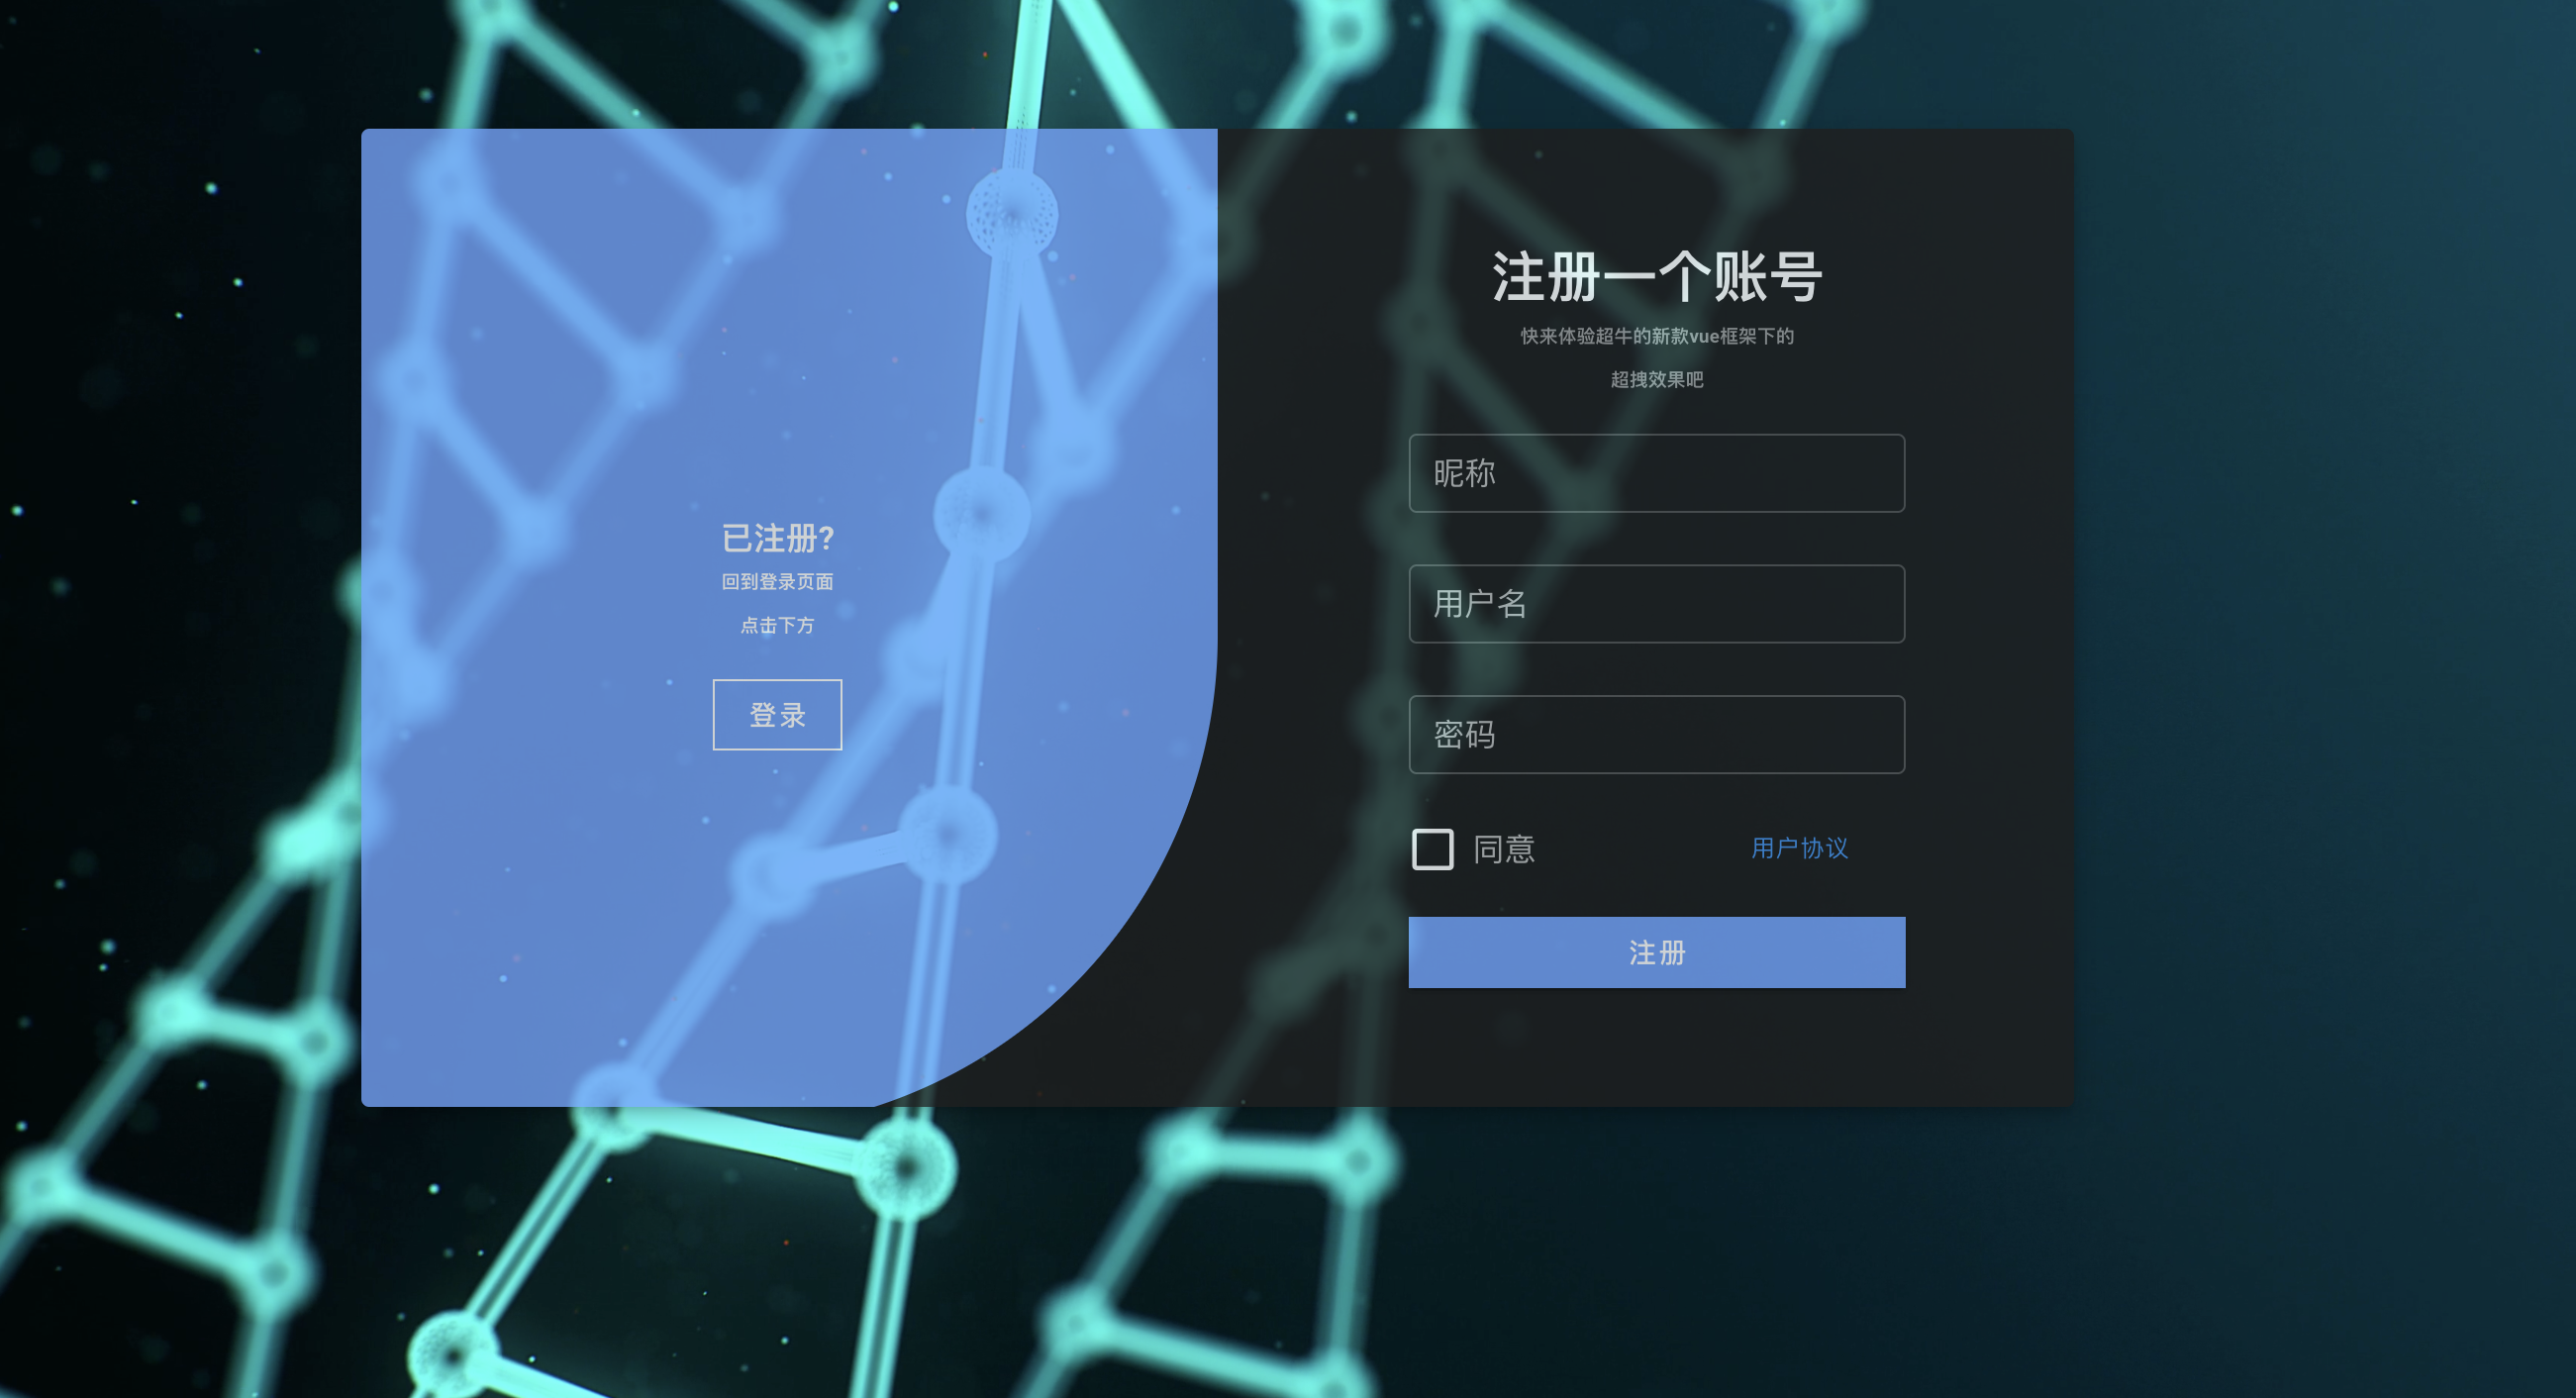 已注册?
回到登录页面
点击下方
登录
注册一个账号
快来体验超牛的新款vue框架下的
超拽效果吧
昵称
用户名
密码
同意
用户协议
注册